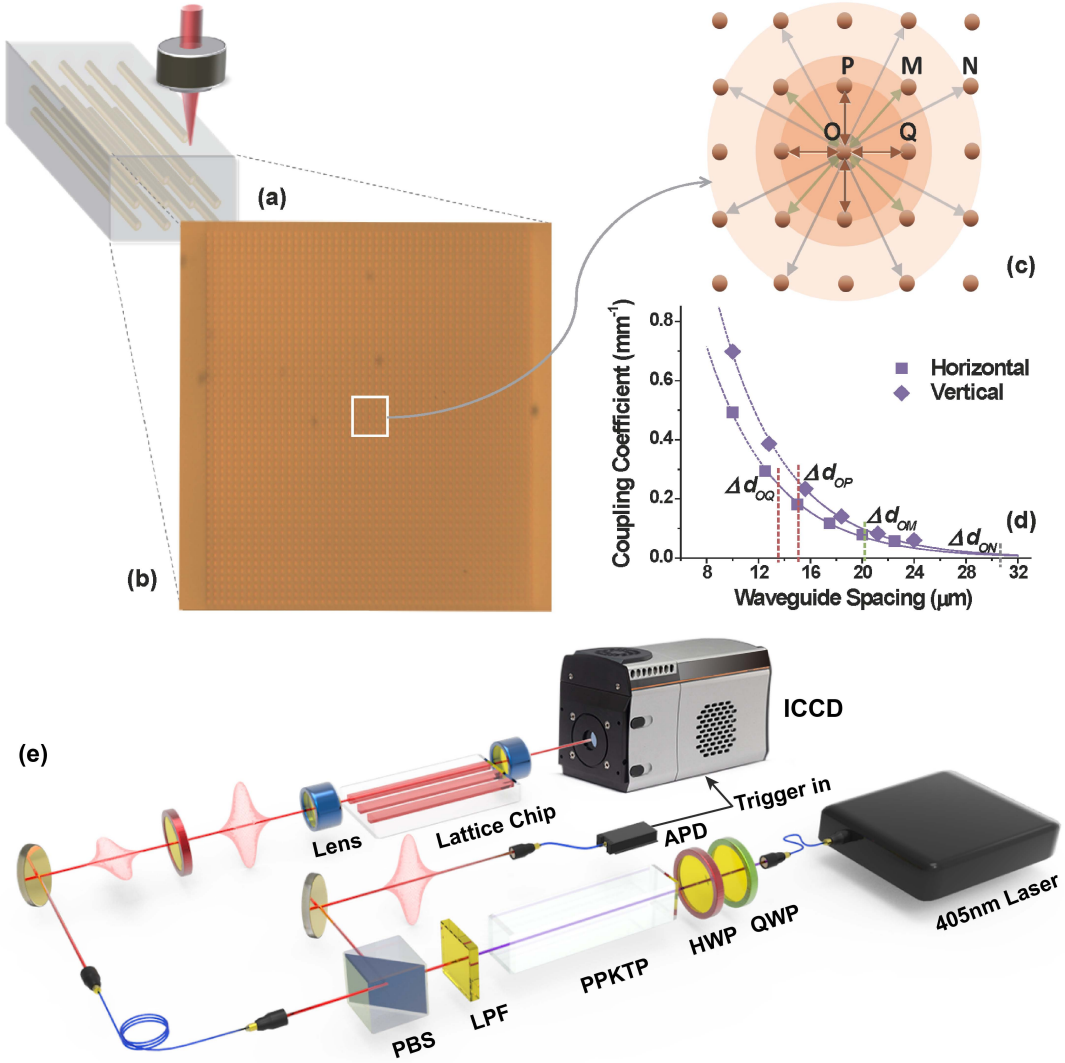 (a)
(b)
P M N
O Q
(c)
Coupling Coefficient (mm⁻¹)
0.8
0.6
0.4
0.2
0.0
Horizontal
Vertical
Δd_OQ
Δd_OP
Δd_OM
Δd_ON
(d)
8 12 16 20 24 28 32
Waveguide Spacing (μm)
(e)
ICCD
Trigger in
Lens
Lattice Chip
APD
405nm Laser
QWP
HWP
PPKTP
LPF
PBS